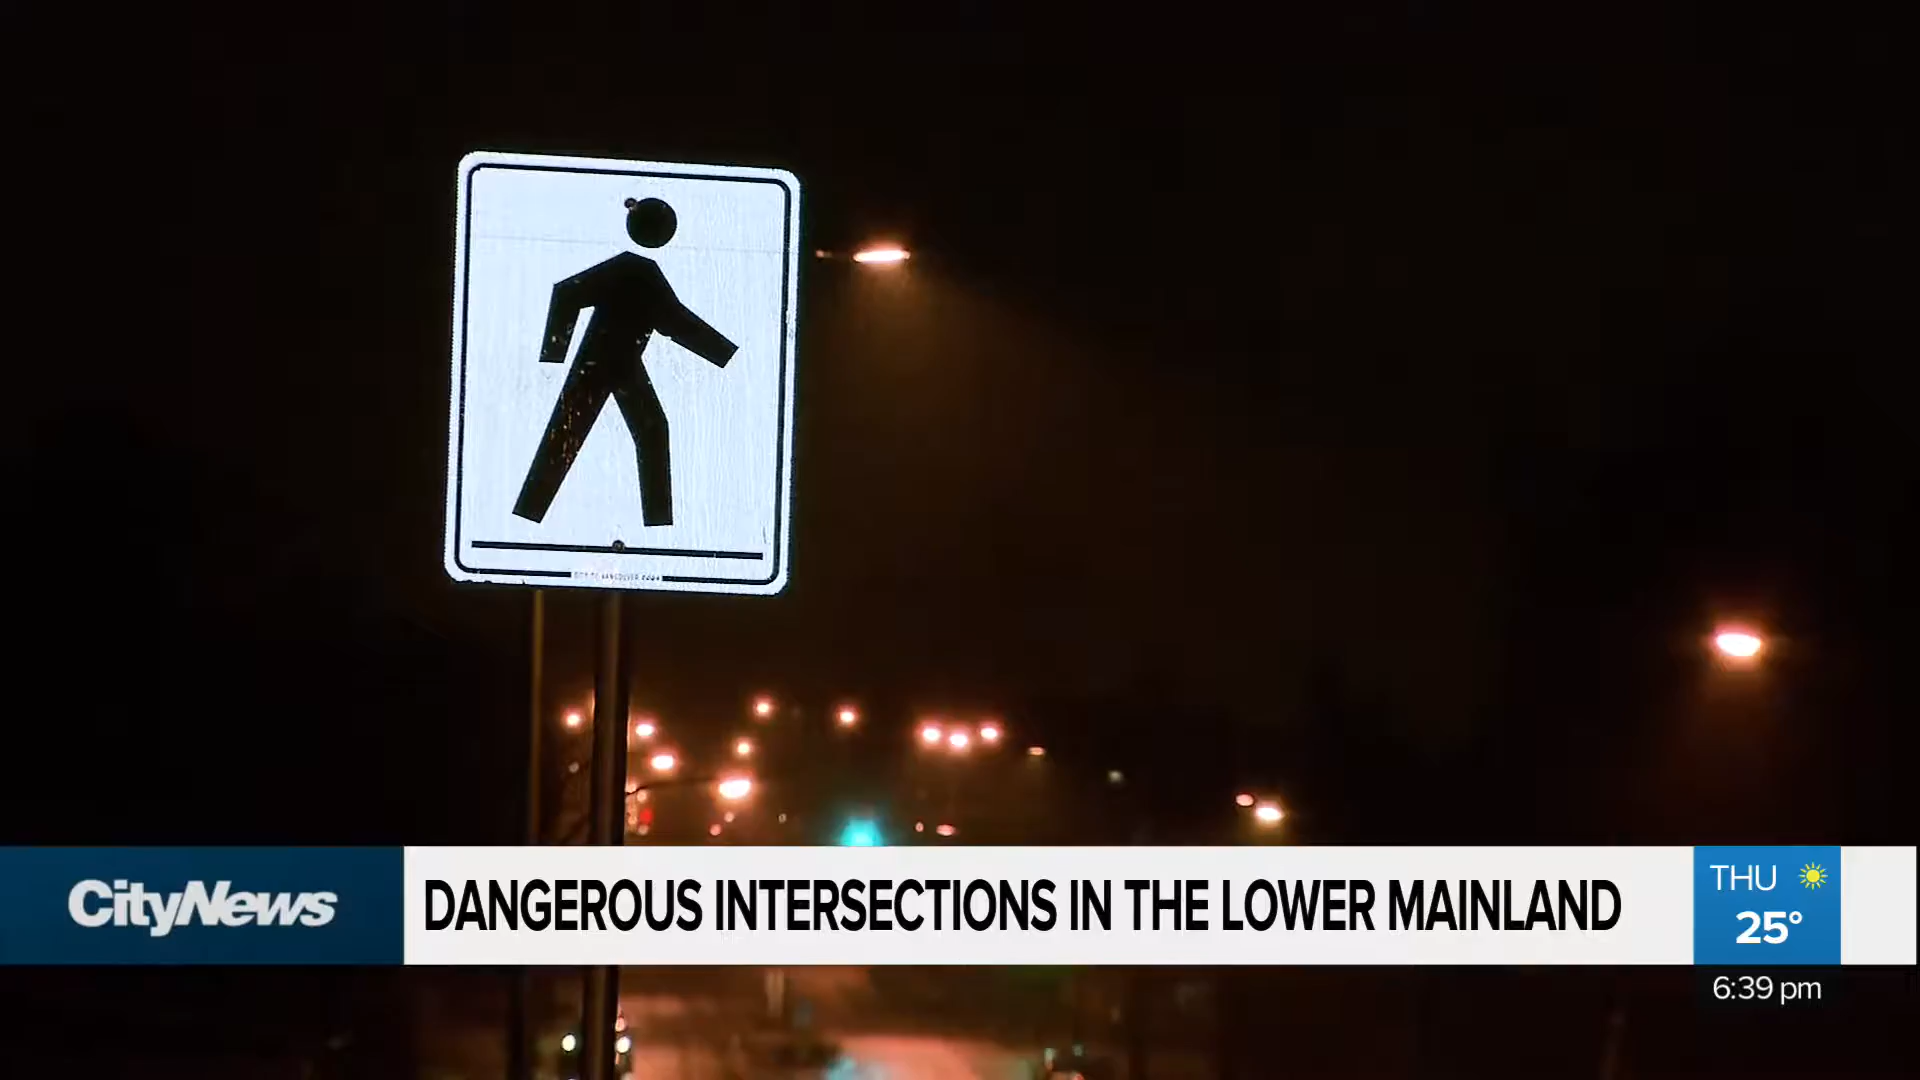 CityNews
DANGEROUS INTERSECTIONS IN THE LOWER MAINLAND
THU
25°
6:39 pm